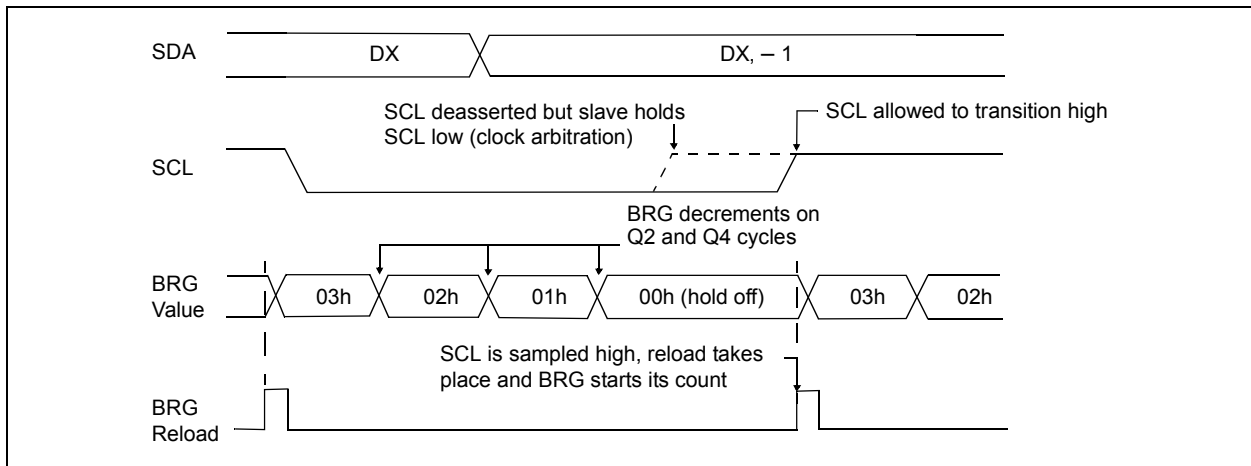 SDA
DX
DX, – 1
SCL deasserted but slave holds
SCL low (clock arbitration)
SCL allowed to transition high
SCL
BRG decrements on
Q2 and Q4 cycles
BRG
Value
03h
02h
01h
00h (hold off)
03h
02h
SCL is sampled high, reload takes
place and BRG starts its count
BRG
Reload